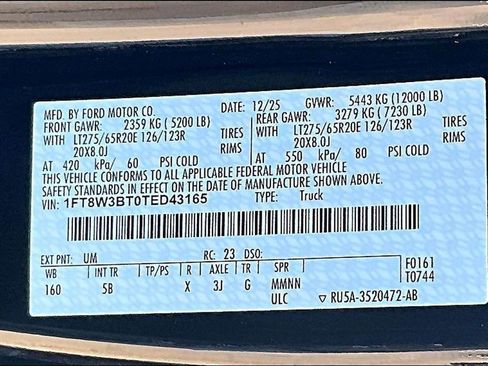 MFD. BY FORD MOTOR CO. DATE: 12/25 GVWR: 5443 KG (12000 LB)
FRONT GAWR: 2359 KG (5200 LB) REAR GAWR: 3279 KG (7230 LB)
WITH LT275/65R20E 126/123R TIRES WITH LT275/65R20E 126/123R TIRES
20X8.0J RIMS 20X8.0J RIMS
AT 420 kPa/ 60 PSI COLD AT 550 kPa/ 80 PSI COLD
THIS VEHICLE CONFORMS TO ALL APPLICABLE FEDERAL MOTOR VEHICLE
SAFETY STANDARDS IN EFFECT ON THE DATE OF MANUFACTURE SHOWN ABOVE
VIN: 1FT8W3BT0TED43165 TYPE: Truck
EXT PNT: UM RC: 23 DSO:
WB INT TR TP/PS R AXLE TR SPR F0161
160 5B X 3J G MMNN T0744
ULC ▽ RU5A-3520472-AB